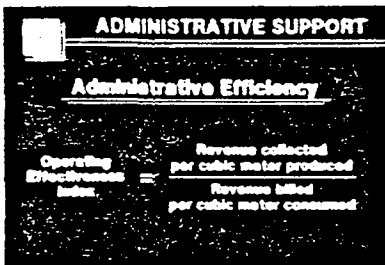 ADMINISTRATIVE SUPPORT
Administrative Efficiency
Operating
Effectiveness
Index
=
Revenue collected
per cubic meter produced
Revenue billed
per cubic meter consumed